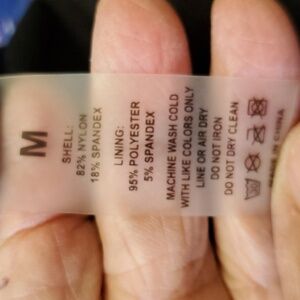 M
SHELL:
82% NYLON
18% SPANDEX
LINING:
95% POLYESTER
5% SPANDEX
MACHINE WASH COLD
WITH LIKE COLORS ONLY
LINE OR AIR DRY
DO NOT IRON
DO NOT DRY CLEAN
MADE IN CHINA